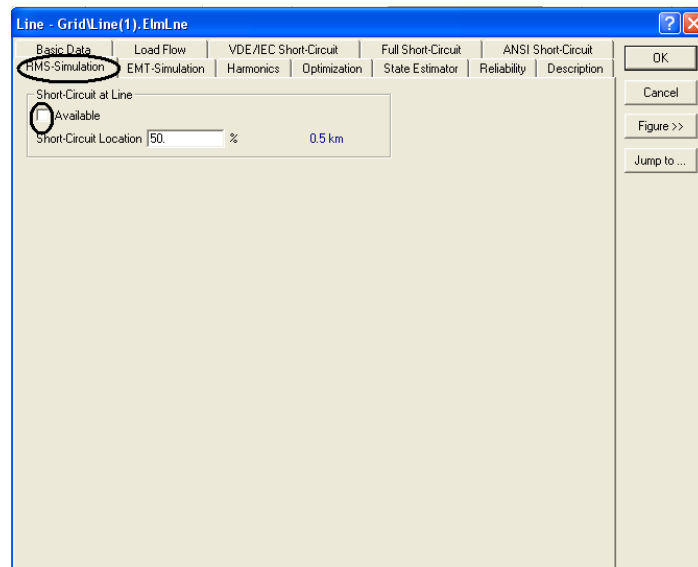 Line - Grid\Line(1).ElmLne
Basic Data Load Flow VDE/IEC Short-Circuit Full Short-Circuit ANSI Short-Circuit
RMS-Simulation EMT-Simulation Harmonics Optimization State Estimator Reliability Description
OK
Cancel
Figure >>
Jump to ...
Short-Circuit at Line
Available
Short-Circuit Location 50. % 0.5 km